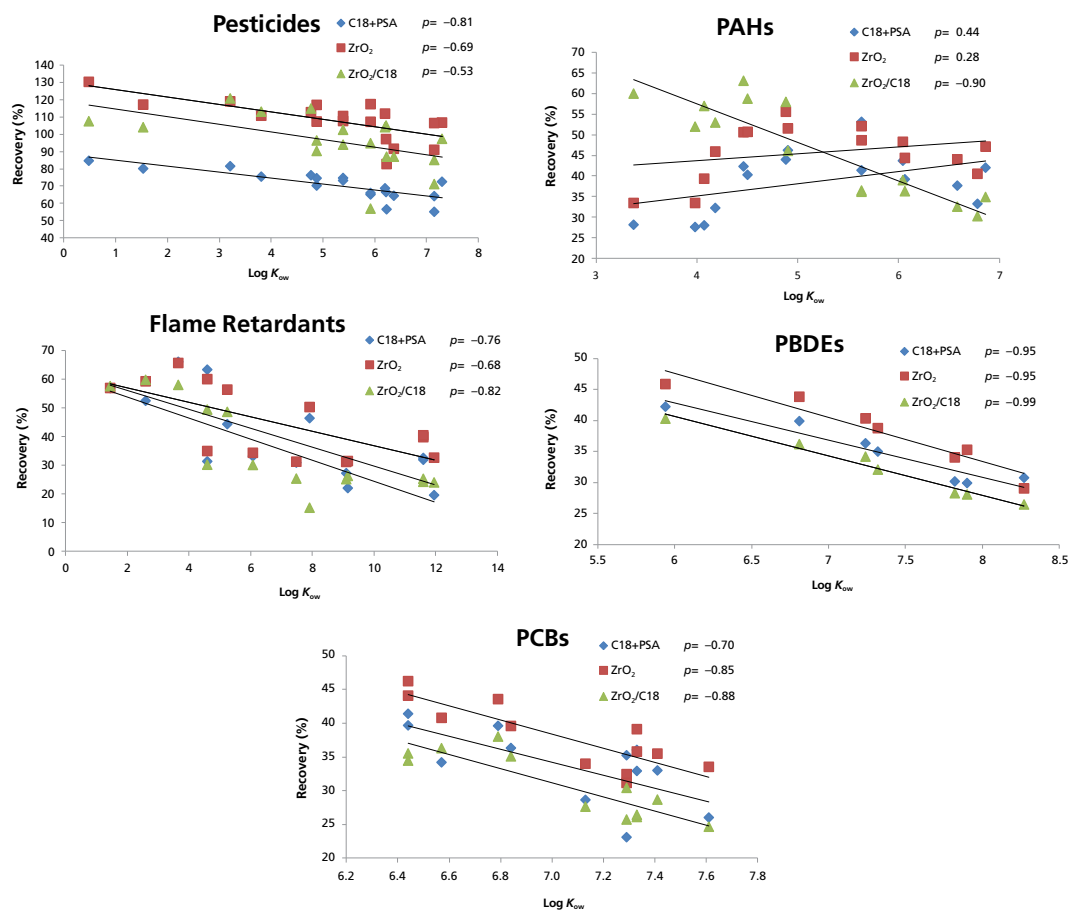 Pesticides
C18+PSA p= –0.81
ZrO₂ p= –0.69
ZrO₂/C18 p= –0.53
Recovery (%)
140
130
120
110
100
90
80
70
60
50
40
0 1 2 3 4 5 6 7 8
Log Kow
PAHs
C18+PSA p= 0.44
ZrO₂ p= 0.28
ZrO₂/C18 p= –0.90
Recovery (%)
70
65
60
55
50
45
40
35
30
25
20
3 4 5 6 7
Log Kow
Flame Retardants
C18+PSA p= –0.76
ZrO₂ p= –0.68
ZrO₂/C18 p= –0.82
Recovery (%)
70
60
50
40
30
20
10
0
0 2 4 6 8 10 12 14
Log Kow
PBDEs
C18+PSA p= –0.95
ZrO₂ p= –0.95
ZrO₂/C18 p= –0.99
Recovery (%)
50
45
40
35
30
25
20
5.5 6 6.5 7 7.5 8 8.5
Log Kow
PCBs
C18+PSA p= –0.70
ZrO₂ p= –0.85
ZrO₂/C18 p= –0.88
Recovery (%)
50
45
40
35
30
25
20
6.2 6.4 6.6 6.8 7.0 7.2 7.4 7.6 7.8
Log Kow